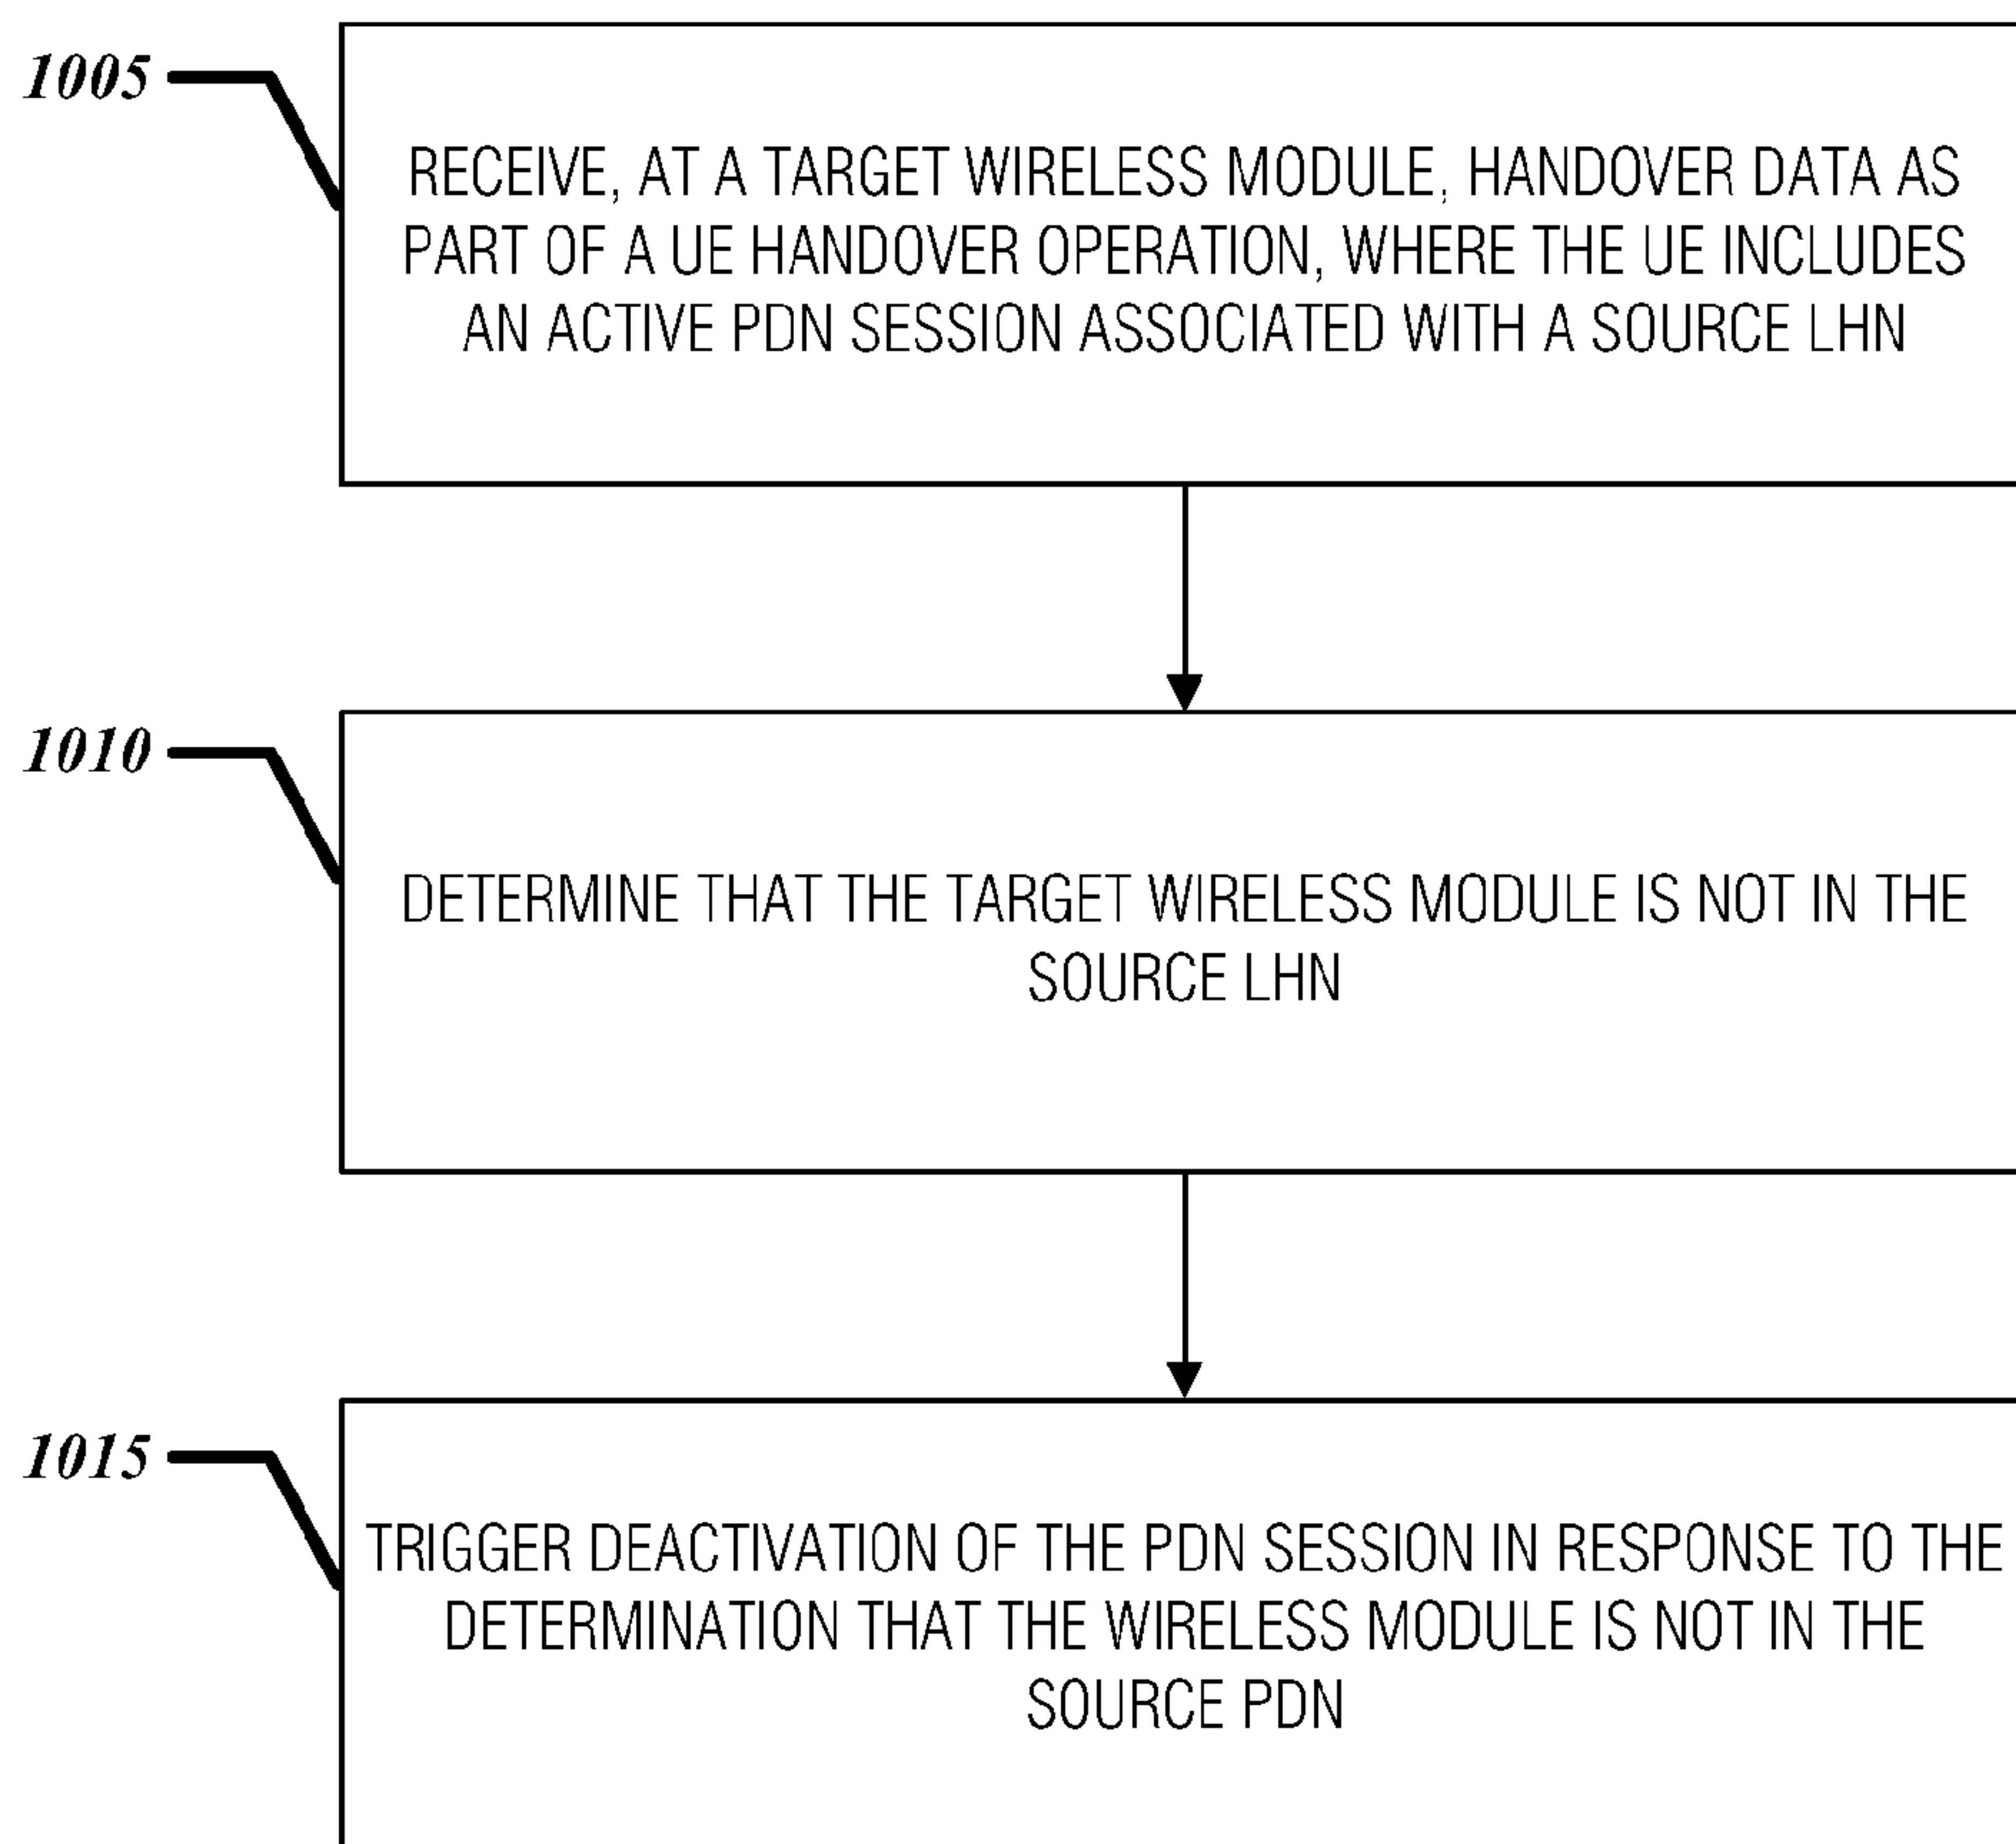 1005
RECEIVE, AT A TARGET WIRELESS MODULE, HANDOVER DATA AS
PART OF A UE HANDOVER OPERATION, WHERE THE UE INCLUDES
AN ACTIVE PDN SESSION ASSOCIATED WITH A SOURCE LHN
1010
DETERMINE THAT THE TARGET WIRELESS MODULE IS NOT IN THE
SOURCE LHN
1015
TRIGGER DEACTIVATION OF THE PDN SESSION IN RESPONSE TO THE
DETERMINATION THAT THE WIRELESS MODULE IS NOT IN THE
SOURCE PDN